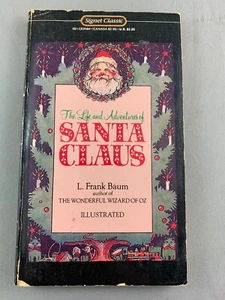 Signet Classic
The Life and Adventures of
SANTA
CLAUS
L. Frank Baum
author of
THE WONDERFUL WIZARD OF OZ
ILLUSTRATED